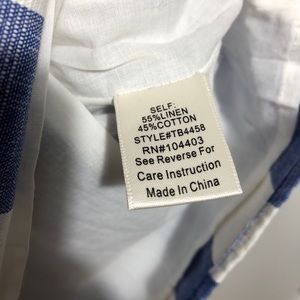 SELF:
55%LINEN
45%COTTON
STYLE#TB4458
RN#104403
See Reverse For
Care Instruction
Made In China